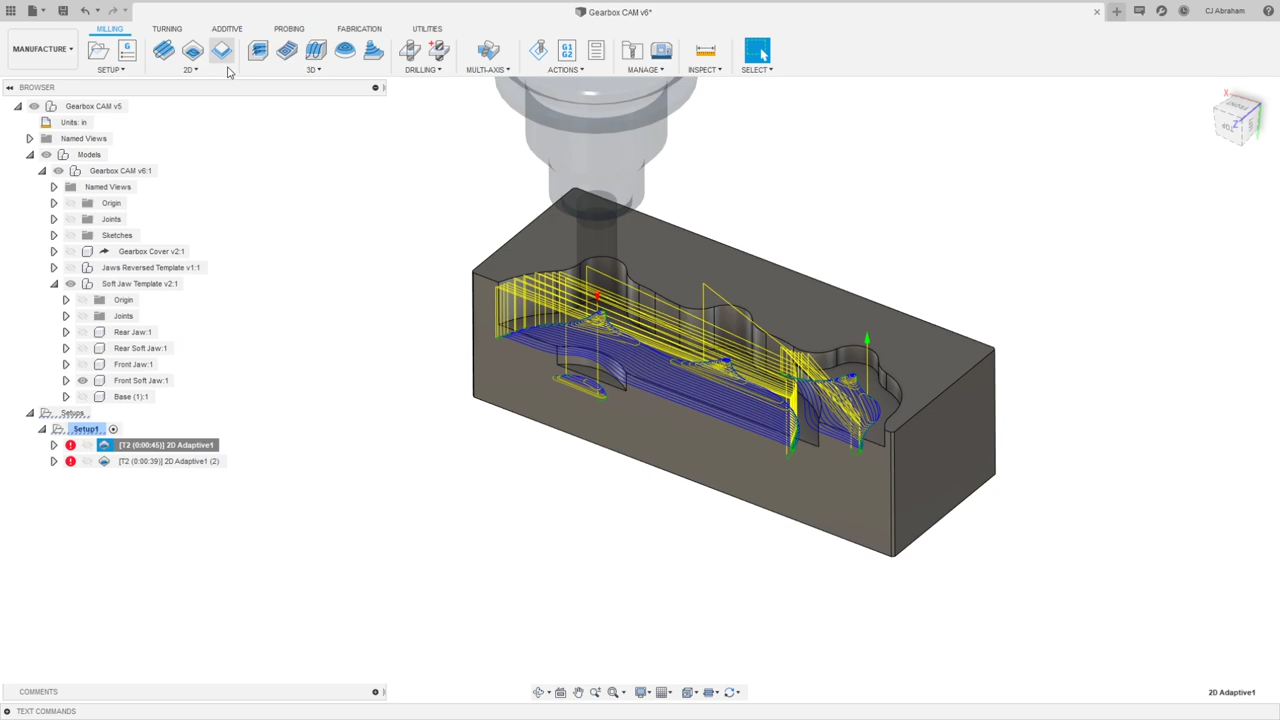 Gearbox CAM v6*
CJ Abraham
MANUFACTURE
MILLING
TURNING
ADDITIVE
PROBING
FABRICATION
UTILITIES
G1
G2
SETUP
2D
3D
DRILLING
MULTI-AXIS
ACTIONS
MANAGE
INSPECT
SELECT
BROWSER
Gearbox CAM v5
Units: in
Named Views
Models
Gearbox CAM v6:1
Named Views
Origin
Joints
Sketches
Gearbox Cover v2:1
Jaws Reversed Template v1:1
Soft Jaw Template v2:1
Origin
Joints
Rear Jaw:1
Rear Soft Jaw:1
Front Jaw:1
Front Soft Jaw:1
Base (1):1
Setups
Setup1
[T2 (0:00:45)] 2D Adaptive1
[T2 (0:00:39)] 2D Adaptive1 (2)
X
FRONT
TOP
Z
COMMENTS
2D Adaptive1
TEXT COMMANDS